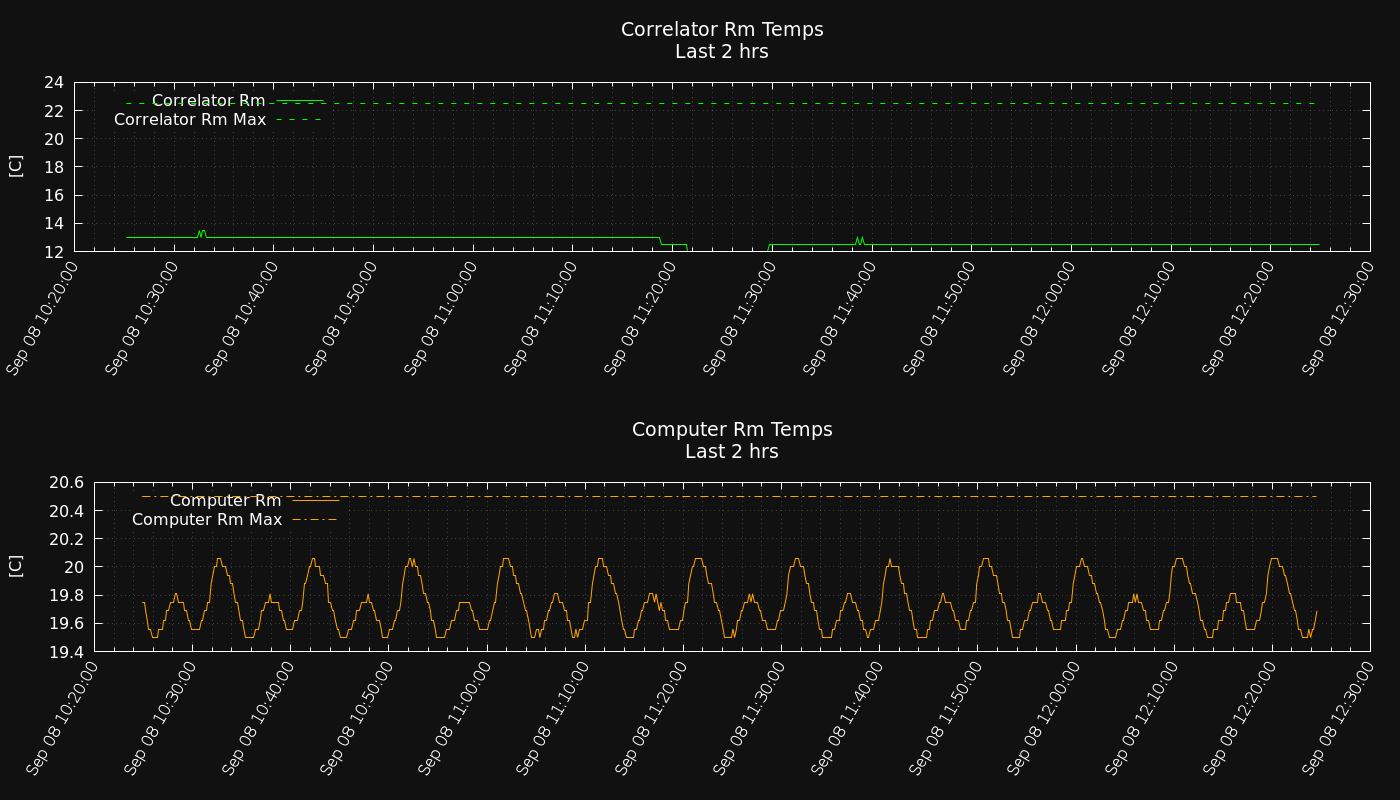 Correlator Rm Temps
Last 2 hrs
24
22
20
18
16
14
12
[C]
Correlator Rm
Correlator Rm Max
Sep 08 10:20:00
Sep 08 10:30:00
Sep 08 10:40:00
Sep 08 10:50:00
Sep 08 11:00:00
Sep 08 11:10:00
Sep 08 11:20:00
Sep 08 11:30:00
Sep 08 11:40:00
Sep 08 11:50:00
Sep 08 12:00:00
Sep 08 12:10:00
Sep 08 12:20:00
Sep 08 12:30:00
Computer Rm Temps
Last 2 hrs
20.6
20.4
20.2
20
19.8
19.6
19.4
[C]
Computer Rm
Computer Rm Max
Sep 08 10:20:00
Sep 08 10:30:00
Sep 08 10:40:00
Sep 08 10:50:00
Sep 08 11:00:00
Sep 08 11:10:00
Sep 08 11:20:00
Sep 08 11:30:00
Sep 08 11:40:00
Sep 08 11:50:00
Sep 08 12:00:00
Sep 08 12:10:00
Sep 08 12:20:00
Sep 08 12:30:00